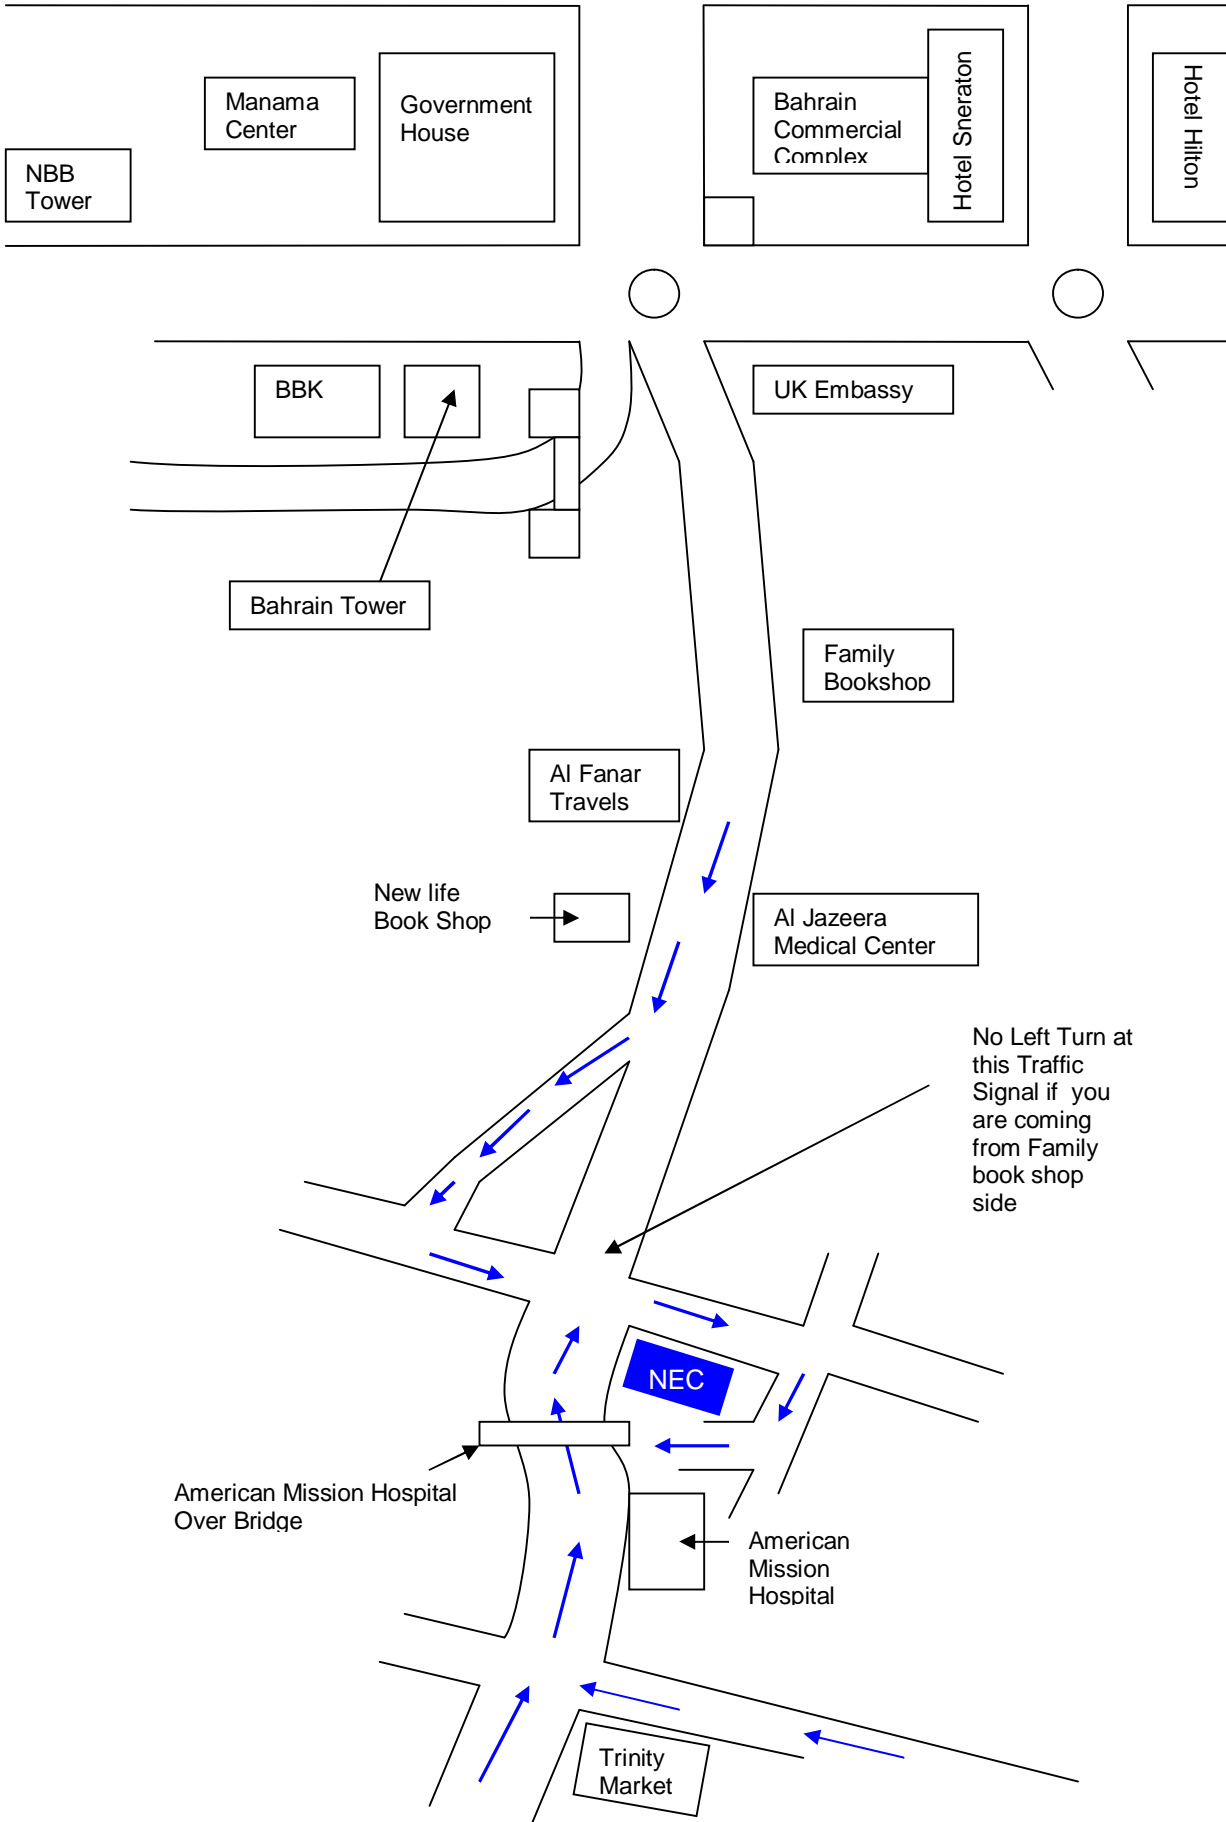 Manama
Center
Government
House
NBB
Tower
Bahrain
Commercial
Complex
Hotel Sneraton
Hotel Hilton
BBK
UK Embassy
Bahrain Tower
Family
Bookshop
Al Fanar
Travels
New life
Book Shop
Al Jazeera
Medical Center
No Left Turn at
this Traffic
Signal if  you
are coming
from Family
book shop
side
NEC
American Mission Hospital
Over Bridge
American
Mission
Hospital
Trinity
Market